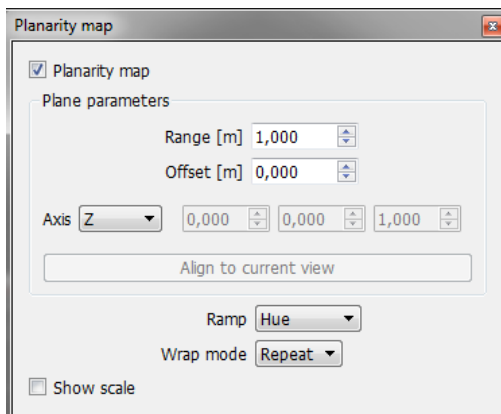 Planarity map
Planarity map
Plane parameters
Range [m] 1,000
Offset [m] 0,000
Axis Z 0,000 0,000 1,000
Align to current view
Ramp Hue
Wrap mode Repeat
Show scale